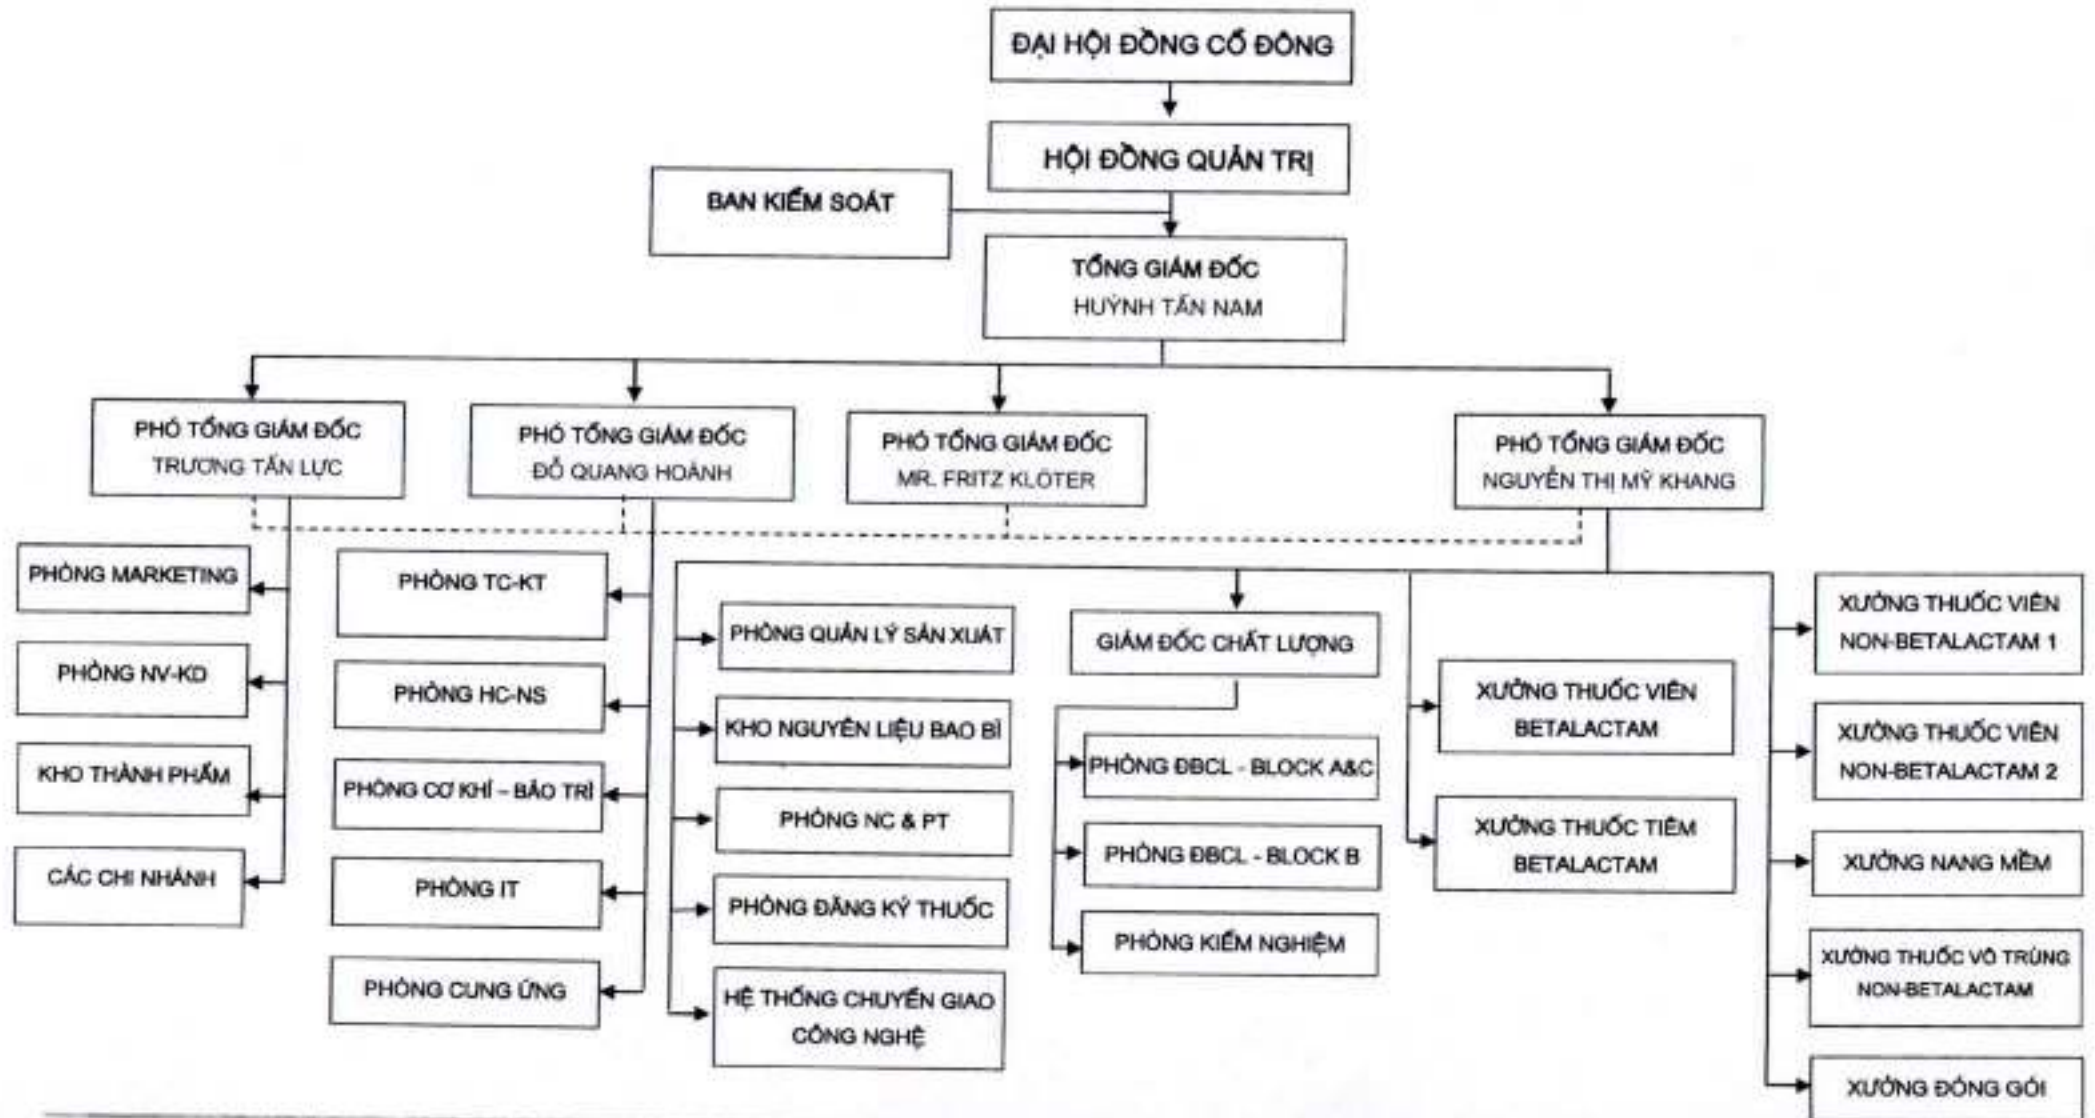 ĐẠI HỘI ĐỒNG CỔ ĐÔNG
HỘI ĐỒNG QUẢN TRỊ
BAN KIỂM SOÁT
TỔNG GIÁM ĐỐC
HUỲNH TẤN NAM
PHÓ TỔNG GIÁM ĐỐC
TRƯƠNG TẤN LỰC
PHÓ TỔNG GIÁM ĐỐC
ĐỖ QUANG HOÀNH
PHÓ TỔNG GIÁM ĐỐC
MR. FRITZ KLÖTER
PHÓ TỔNG GIÁM ĐỐC
NGUYỄN THỊ MỸ KHANG
PHÒNG MARKETING
PHÒNG NV-KD
KHO THÀNH PHẨM
CÁC CHI NHÁNH
PHÒNG TC-KT
PHÒNG HC-NS
PHÒNG CƠ KHÍ – BẢO TRÌ
PHÒNG IT
PHÒNG CUNG ỨNG
PHÒNG QUẢN LÝ SẢN XUẤT
KHO NGUYÊN LIỆU BAO BÌ
PHÒNG NC & PT
PHÒNG ĐĂNG KÝ THUỐC
HỆ THỐNG CHUYỂN GIAO
CÔNG NGHỆ
GIÁM ĐỐC CHẤT LƯỢNG
PHÒNG ĐBCL - BLOCK A&C
PHÒNG ĐBCL - BLOCK B
PHÒNG KIỂM NGHIỆM
XƯỞNG THUỐC VIÊN
BETALACTAM
XƯỞNG THUỐC TIÊM
BETALACTAM
XƯỞNG THUỐC VIÊN
NON-BETALACTAM 1
XƯỞNG THUỐC VIÊN
NON-BETALACTAM 2
XƯỞNG NANG MỀM
XƯỞNG THUỐC VÔ TRÙNG
NON-BETALACTAM
XƯỞNG ĐÓNG GÓI